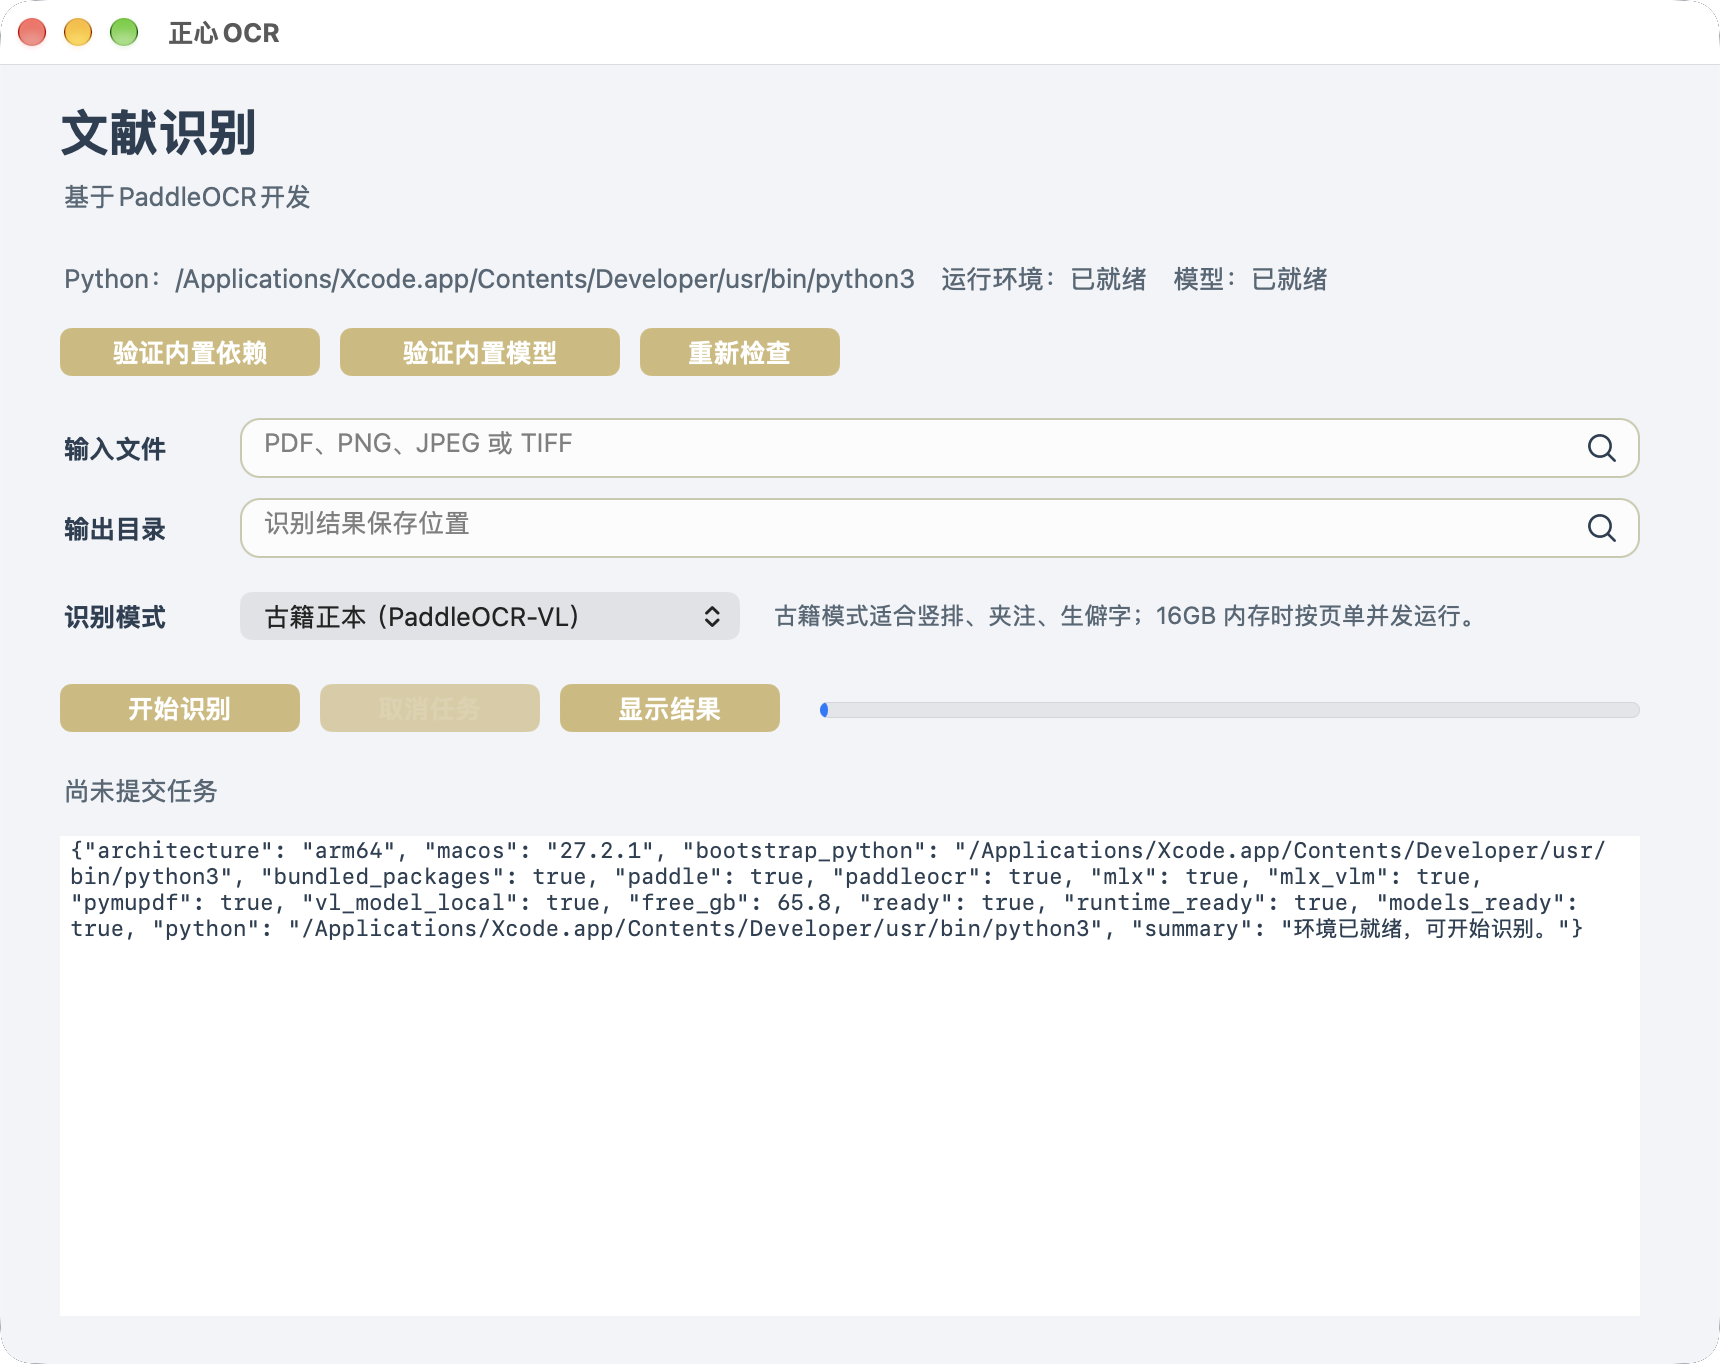 正心 OCR
文献识别
基于 PaddleOCR 开发
Python：/Applications/Xcode.app/Contents/Developer/usr/bin/python3 运行环境：已就绪 模型：已就绪
验证内置依赖 验证内置模型 重新检查
输入文件 PDF、PNG、JPEG 或 TIFF
输出目录 识别结果保存位置
识别模式 古籍正本（PaddleOCR-VL） 古籍模式适合竖排、夹注、生僻字；16GB 内存时按页单并发运行。
开始识别 取消任务 显示结果
尚未提交任务
{"architecture": "arm64", "macos": "27.2.1", "bootstrap_python": "/Applications/Xcode.app/Contents/Developer/usr/
bin/python3", "bundled_packages": true, "paddle": true, "paddleocr": true, "mlx": true, "mlx_vlm": true,
"pymupdf": true, "vl_model_local": true, "free_gb": 65.8, "ready": true, "runtime_ready": true, "models_ready":
true, "python": "/Applications/Xcode.app/Contents/Developer/usr/bin/python3", "summary": "环境已就绪，可开始识别。"}